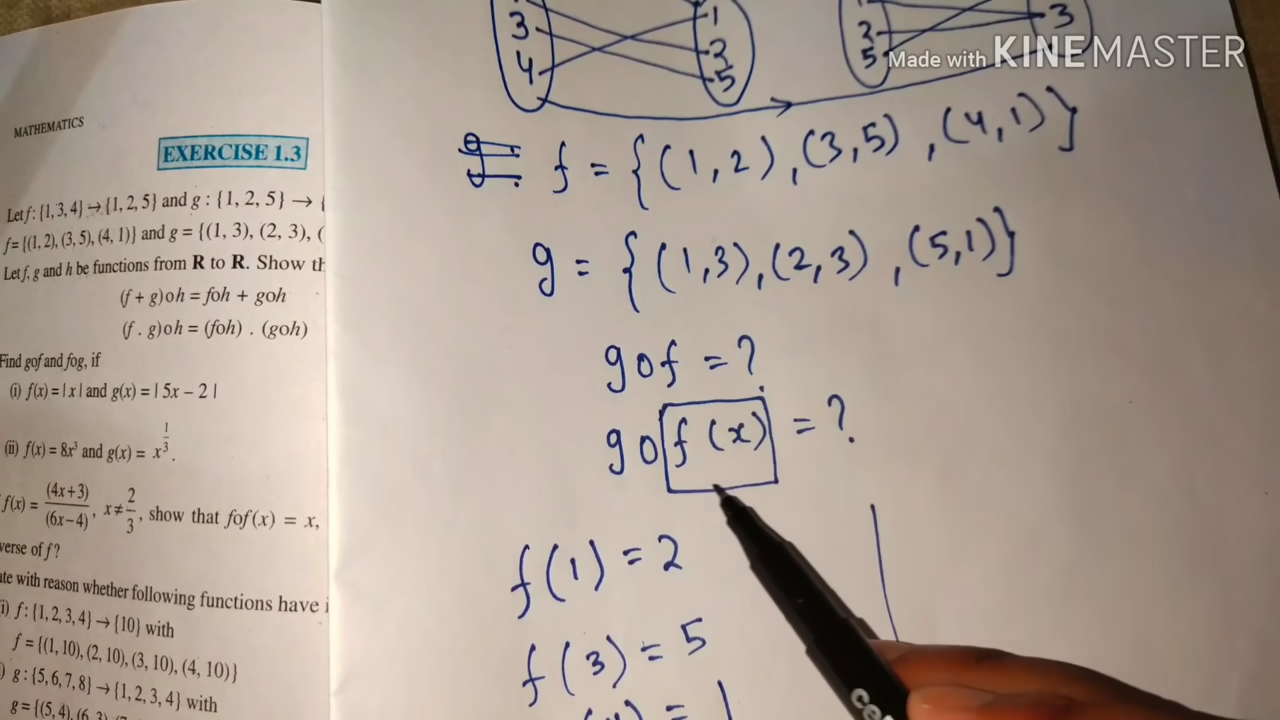 MATHEMATICS
EXERCISE 1.3
Let f : {1, 3, 4} → {1, 2, 5} and g : {1, 2, 5} → {
f = {(1, 2), (3, 5), (4, 1)} and g = {(1, 3), (2, 3), (
Let f, g and h be functions from R to R. Show th
(f + g) o h = foh + goh
(f . g) o h = (foh) . (goh)
Find gof and fog, if
(i) f(x) = | x | and g(x) = | 5x – 2 |
(ii) f(x) = 8x³ and g(x) = x^(1/3).
f(x) = (4x+3)/(6x–4), x ≠ 2/3, show that fof(x) = x,
verse of f?
ate with reason whether following functions have i
i) f : {1, 2, 3, 4} → {10} with
f = {(1, 10), (2, 10), (3, 10), (4, 10)}
) g : {5, 6, 7, 8} → {1, 2, 3, 4} with
g = {(5, 4), (6, 3)
3 1
4 2
5
3
5
Made with KINEMASTER
f = {(1,2), (3,5), (4,1)}
g = {(1,3), (2,3), (5,1)}
gof = ?
gof(x) = ?
f(1) = 2
f(3) = 5
= 1